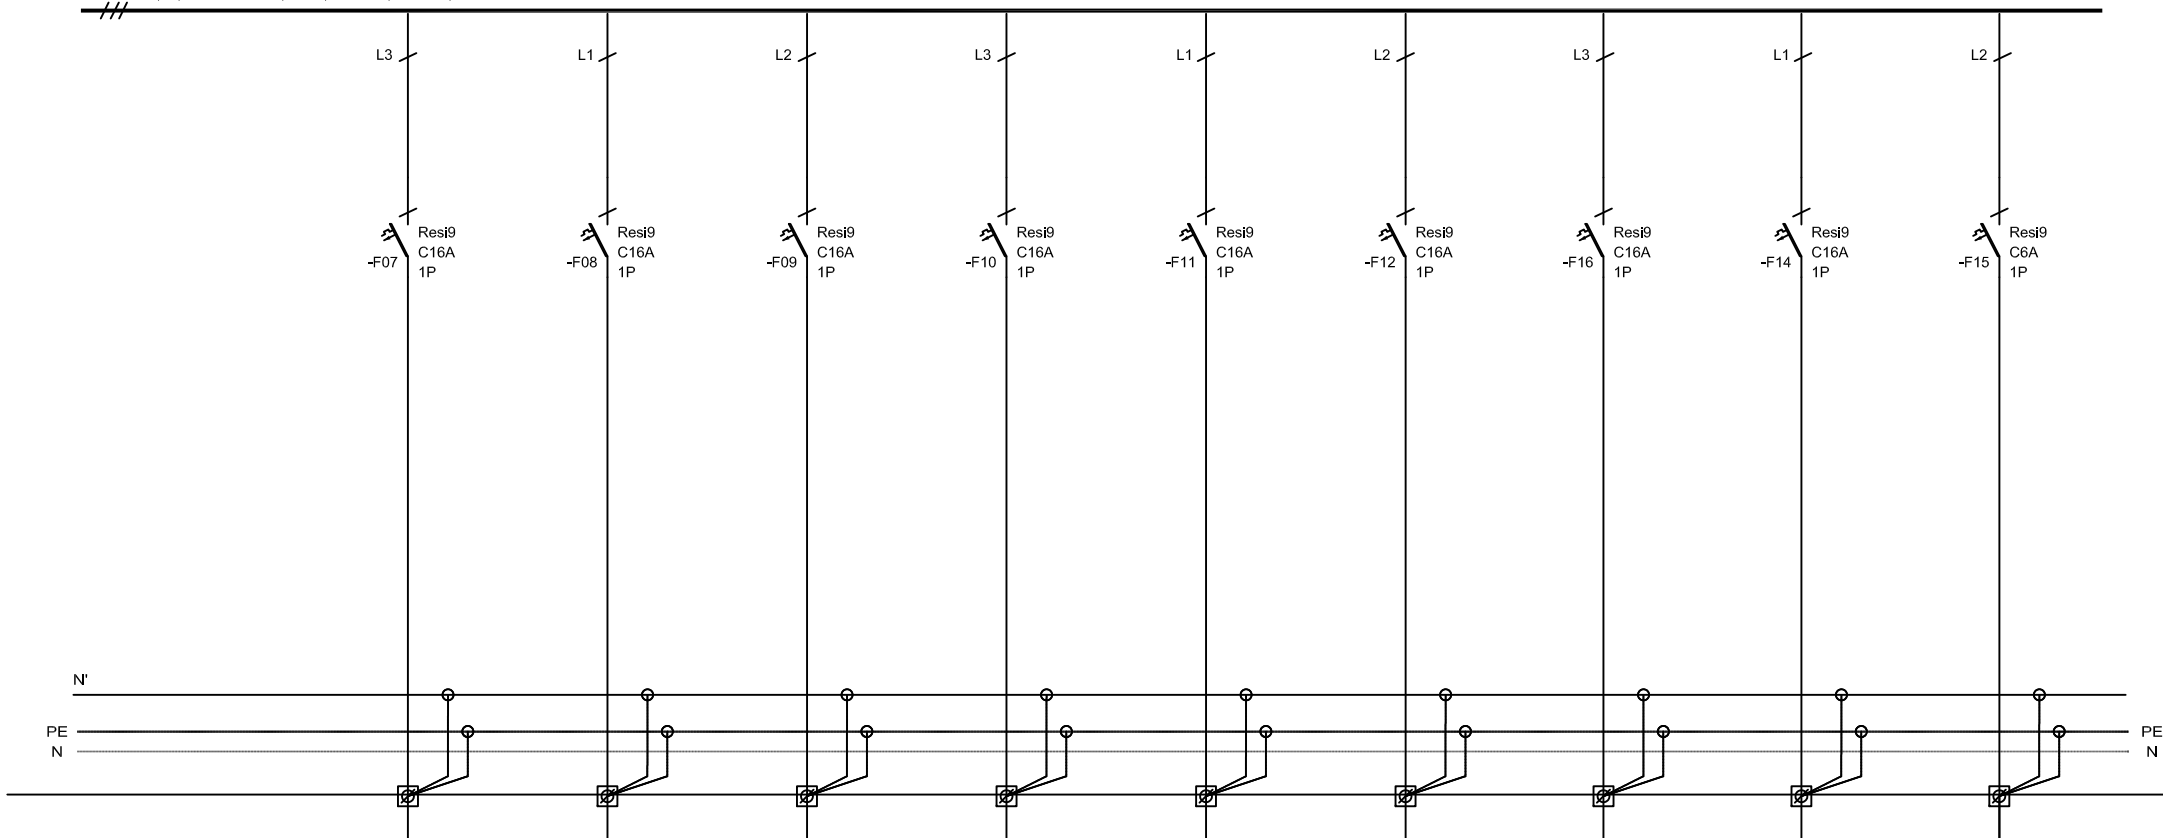 L3 L1 L2 L3 L1 L2 L3 L1 L2
Resi9 Resi9 Resi9 Resi9 Resi9 Resi9 Resi9 Resi9 Resi9
C16A C16A C16A C16A C16A C16A C16A C16A C6A
-F07 -F08 -F09 -F10 -F11 -F12 -F16 -F14 -F15
1P 1P 1P 1P 1P 1P 1P 1P 1P
N'
PE PE
N N